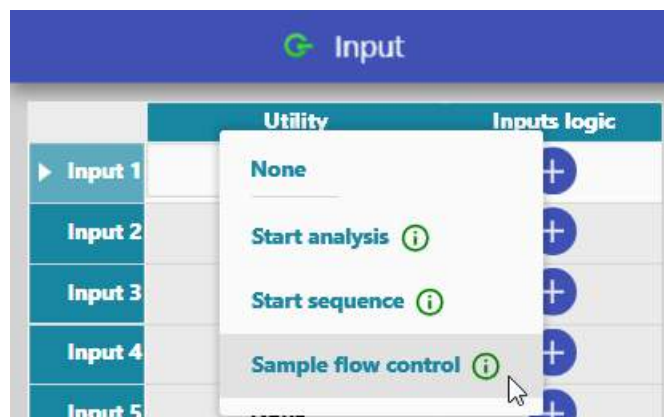 Input
Utility Inputs logic
Input 1
None
Input 2
Start analysis
Input 3
Start sequence
Input 4
Sample flow control
Input 5